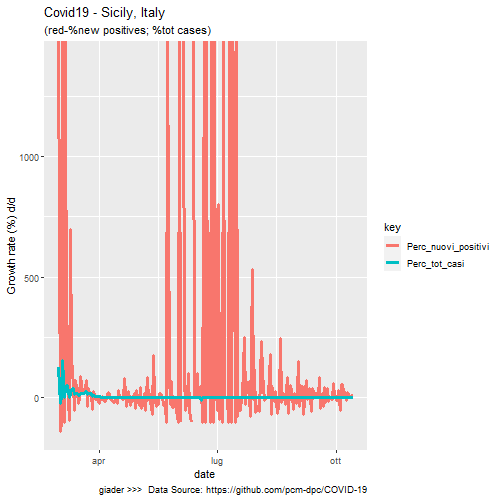 Covid19 - Sicily, Italy
(red-%new positives; %tot cases)
Growth rate (%) d/d
1000
500
0
apr
lug
ott
date
key
Perc_nuovi_positivi
Perc_tot_casi
giader >>>  Data Source: https://github.com/pcm-dpc/COVID-19